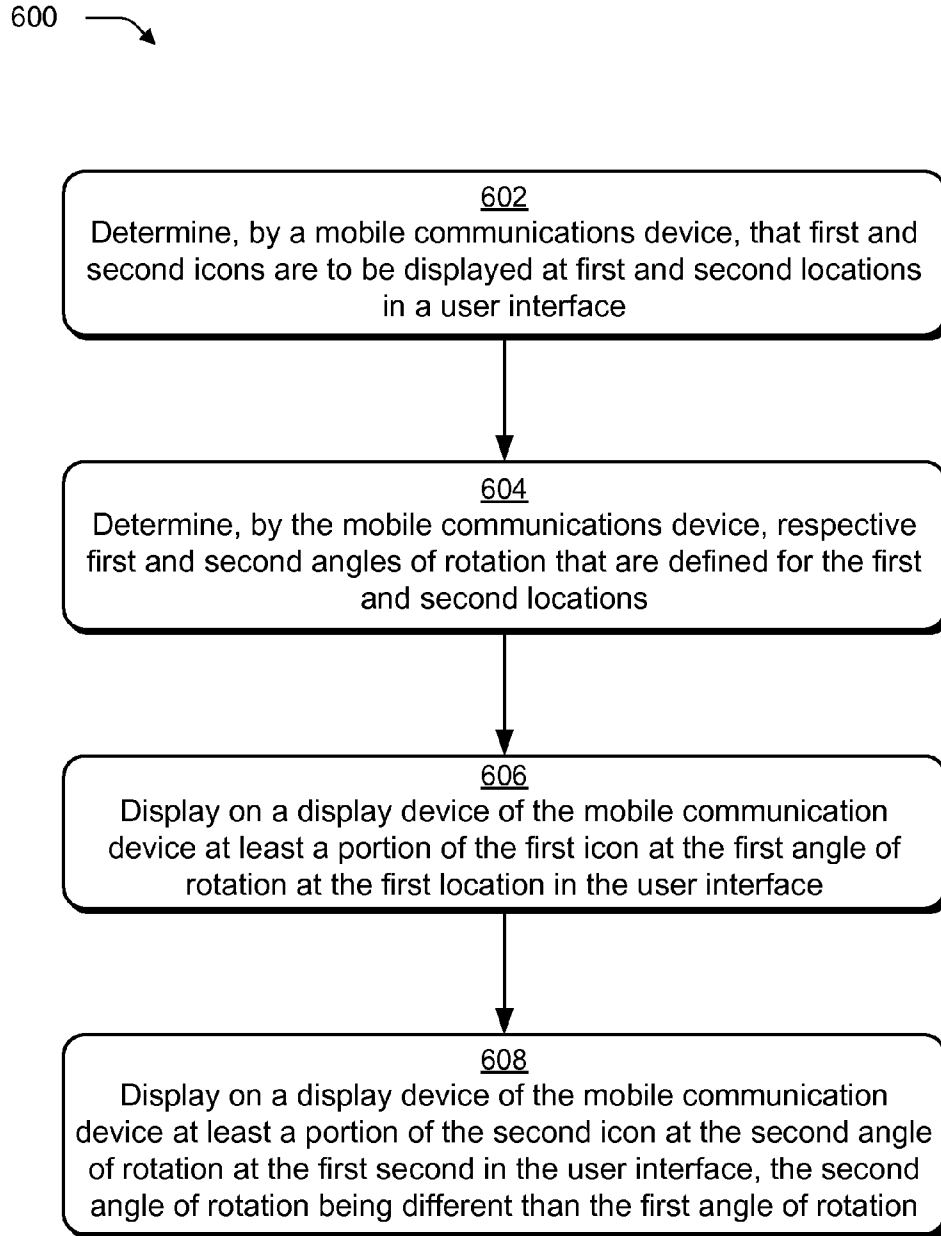 600
602
Determine, by a mobile communications device, that first and
second icons are to be displayed at first and second locations
in a user interface
604
Determine, by the mobile communications device, respective
first and second angles of rotation that are defined for the first
and second locations
606
Display on a display device of the mobile communication
device at least a portion of the first icon at the first angle of
rotation at the first location in the user interface
608
Display on a display device of the mobile communication
device at least a portion of the second icon at the second angle
of rotation at the first second in the user interface, the second
angle of rotation being different than the first angle of rotation